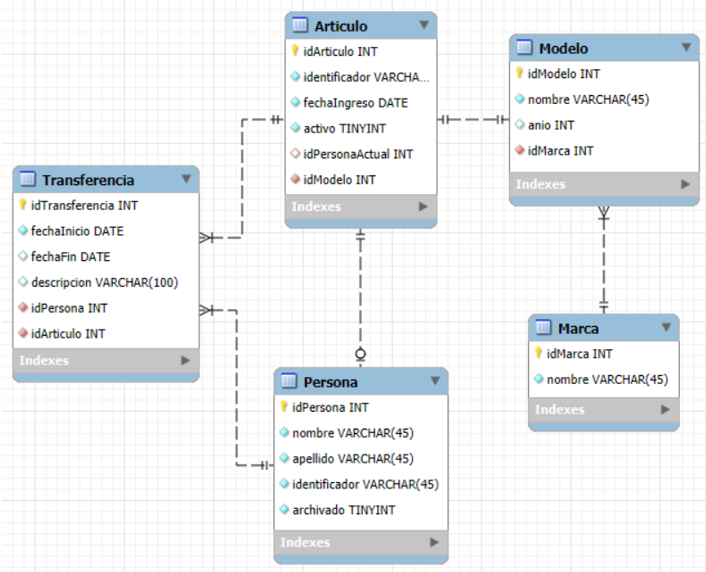 Articulo
idArticulo INT
identificador VARCHA...
fechaIngreso DATE
activo TINYINT
idPersonaActual INT
idModelo INT
Indexes
Modelo
idModelo INT
nombre VARCHAR(45)
anio INT
idMarca INT
Indexes
Transferencia
idTransferencia INT
fechaInicio DATE
fechaFin DATE
descripcion VARCHAR(100)
idPersona INT
idArticulo INT
Indexes
Marca
idMarca INT
nombre VARCHAR(45)
Indexes
Persona
idPersona INT
nombre VARCHAR(45)
apellido VARCHAR(45)
identificador VARCHAR(45)
archivado TINYINT
Indexes